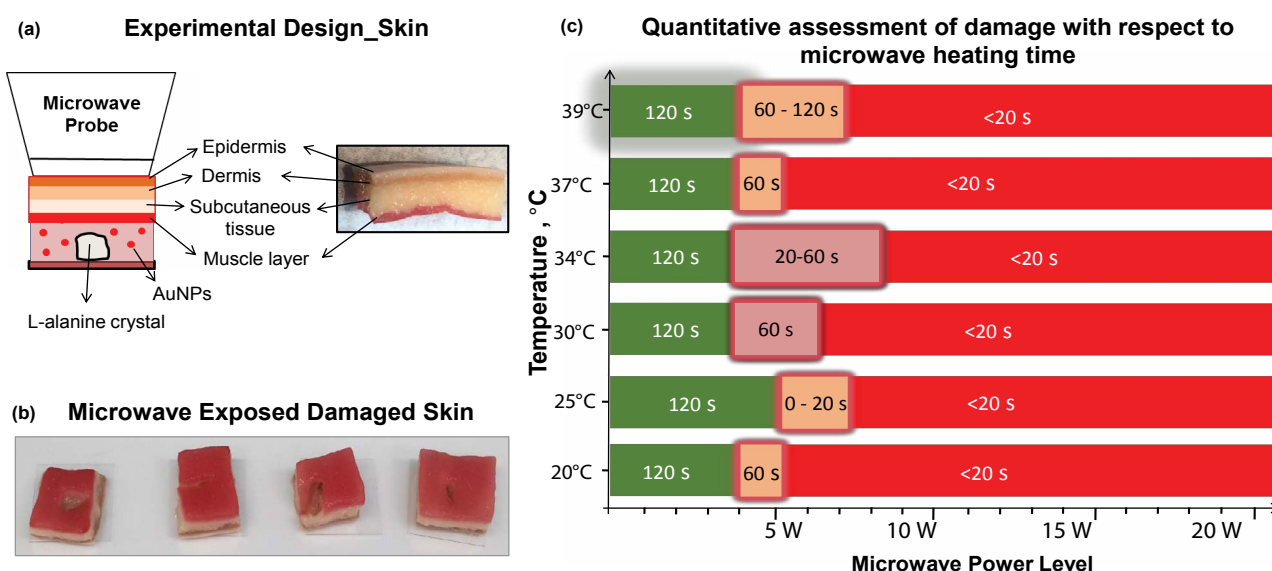 (a)
Experimental Design_Skin
Microwave
Probe
Epidermis
Dermis
Subcutaneous
tissue
Muscle layer
AuNPs
L-alanine crystal
(b)
Microwave Exposed Damaged Skin
(c)
Quantitative assessment of damage with respect to
microwave heating time
Temperature , °C
39°C
120 s
60 - 120 s
<20 s
37°C
120 s
60 s
<20 s
34°C
120 s
20-60 s
<20 s
30°C
120 s
60 s
<20 s
25°C
120 s
0 - 20 s
<20 s
20°C
120 s
60 s
<20 s
5 W
10 W
15 W
20 W
Microwave Power Level